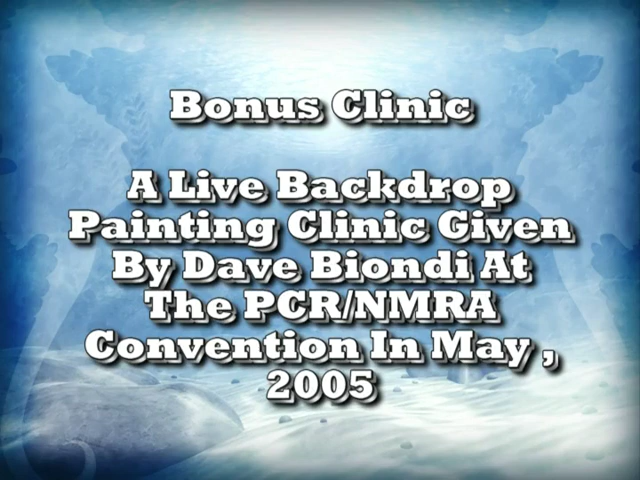 Bonus Clinic
A Live Backdrop
Painting Clinic Given
By Dave Biondi At
The PCR/NMRA
Convention In May ,
2005